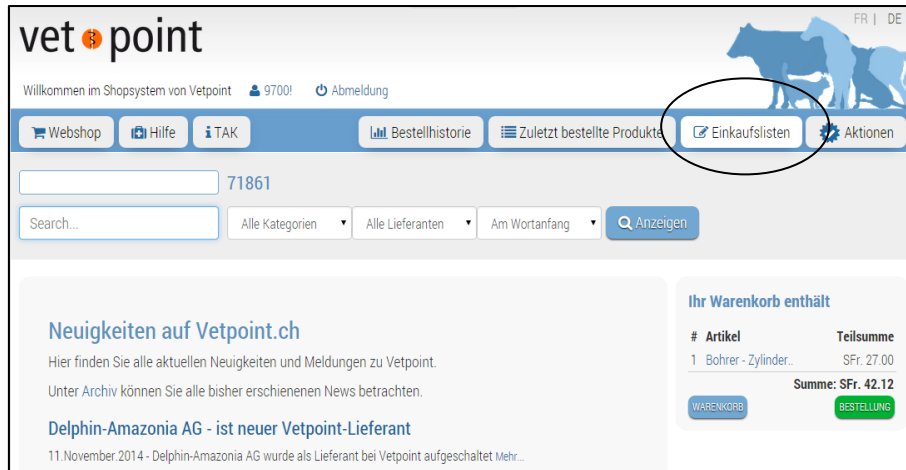 vet point
FR | DE
Willkommen im Shopsystem von Vetpoint 9700! Abmeldung
Webshop Hilfe TAK Bestellhistorie Zuletzt bestellte Produkte Einkaufslisten Aktionen
71861
Search... Alle Kategorien Alle Lieferanten Am Wortanfang Anzeigen
Neuigkeiten auf Vetpoint.ch
Hier finden Sie alle aktuellen Neuigkeiten und Meldungen zu Vetpoint.
Unter Archiv können Sie alle bisher erschienenen News betrachten.
Delphin-Amazonia AG - ist neuer Vetpoint-Lieferant
11.November.2014 - Delphin-Amazonia AG wurde als Lieferant bei Vetpoint aufgeschaltet Mehr...
Ihr Warenkorb enthält
# Artikel Teilsumme
1 Bohrer - Zylinder.. SFr. 27.00
Summe: SFr. 42.12
WARENKORB BESTELLUNG